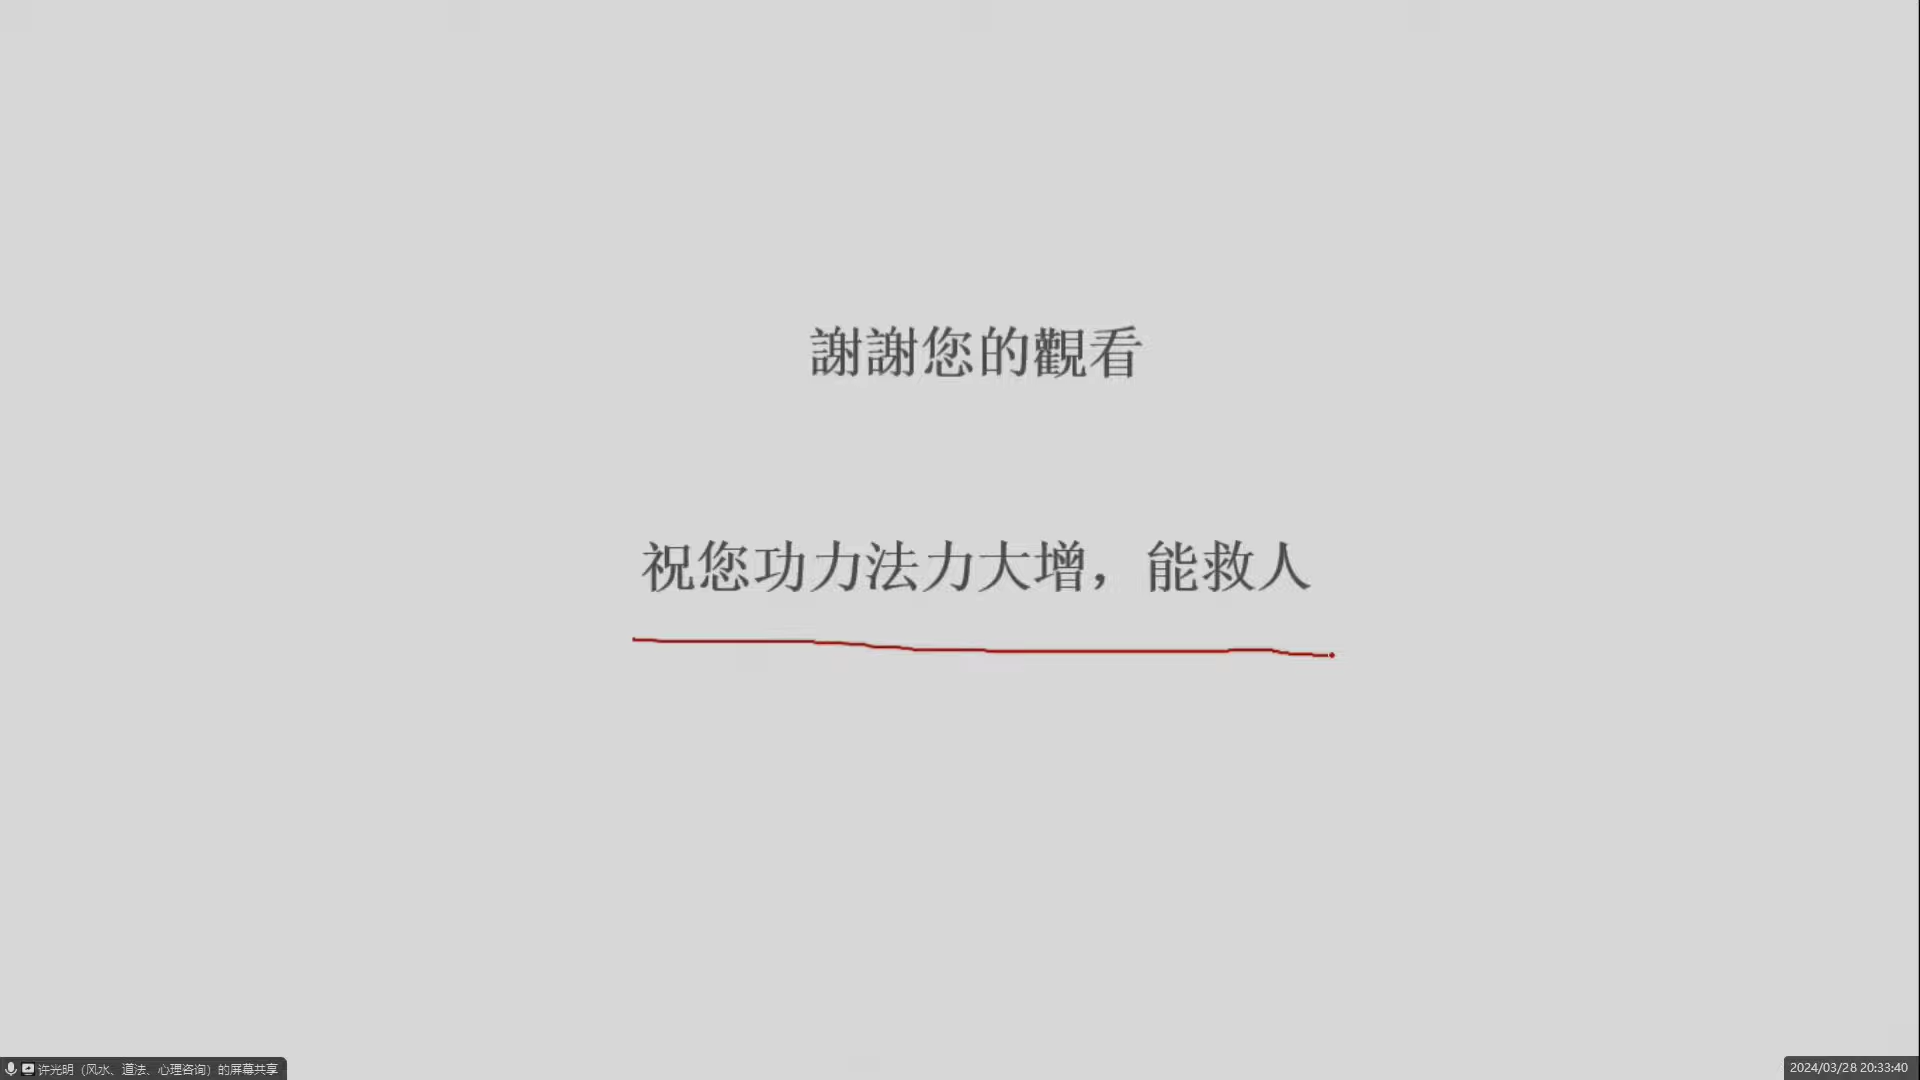 謝謝您的觀看
祝您功力法力大增，能救人
许光明（风水、道法、心理咨询）的屏幕共享
2024/03/28 20:33:40